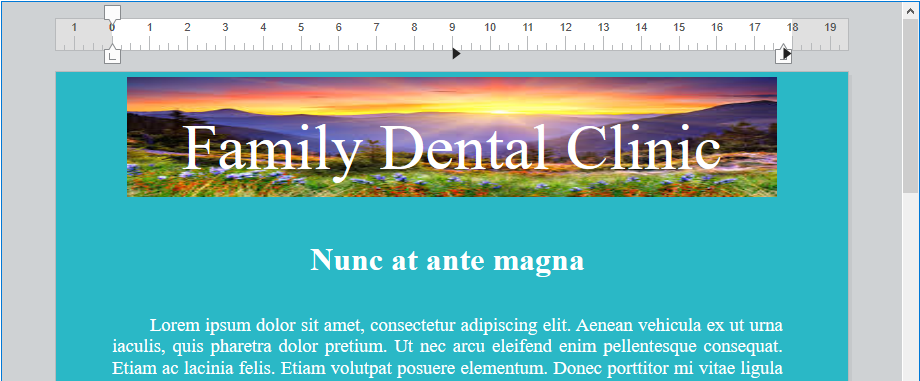 1 0 1 2 3 4 5 6 7 8 9 10 11 12 13 14 15 16 17 18 19
Family Dental Clinic
Nunc at ante magna
Lorem ipsum dolor sit amet, consectetur adipiscing elit. Aenean vehicula ex ut urna
iaculis, quis pharetra dolor pretium. Ut nec arcu eleifend enim pellentesque consequat.
Etiam ac lacinia felis. Etiam volutpat posuere elementum. Donec porttitor mi vitae ligula